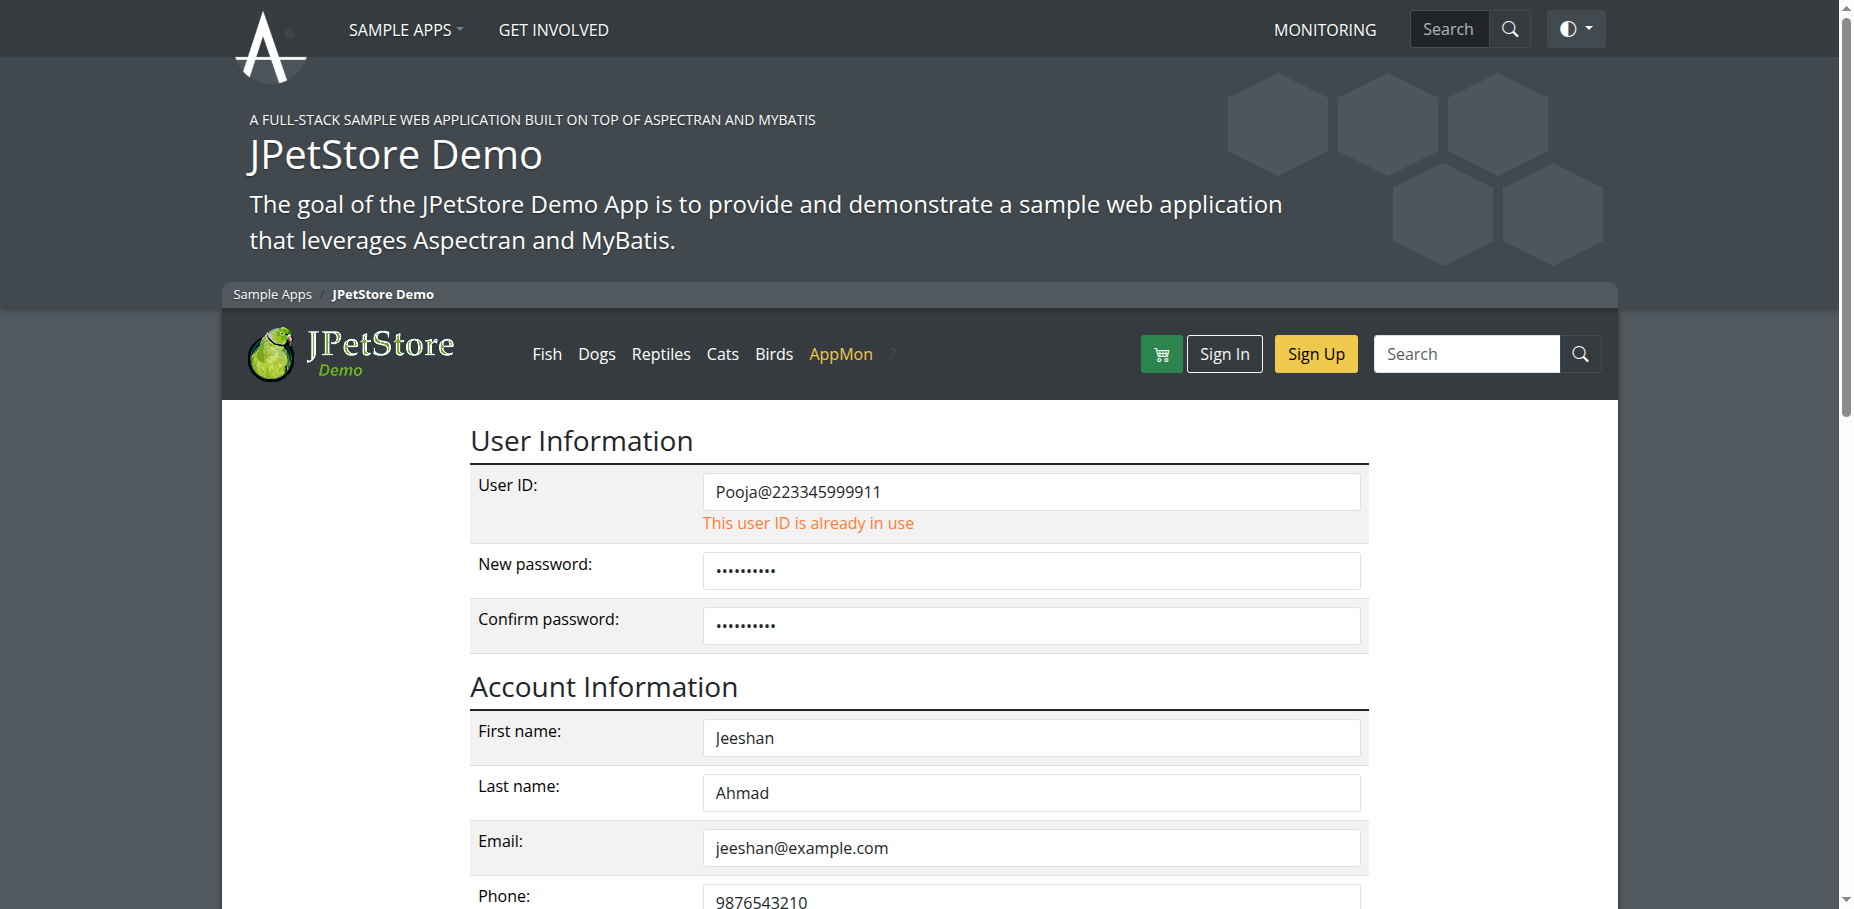 SAMPLE APPS
GET INVOLVED
MONITORING
Search
A FULL-STACK SAMPLE WEB APPLICATION BUILT ON TOP OF ASPECTRAN AND MYBATIS
JPetStore Demo
The goal of the JPetStore Demo App is to provide and demonstrate a sample web application
that leverages Aspectran and MyBatis.
Sample Apps / JPetStore Demo
JPetStore
Demo
Fish Dogs Reptiles Cats Birds AppMon ?
Sign In
Sign Up
Search
User Information
User ID:
Pooja@223345999911
This user ID is already in use
New password:
••••••••••
Confirm password:
••••••••••
Account Information
First name:
Jeeshan
Last name:
Ahmad
Email:
jeeshan@example.com
Phone:
9876543210